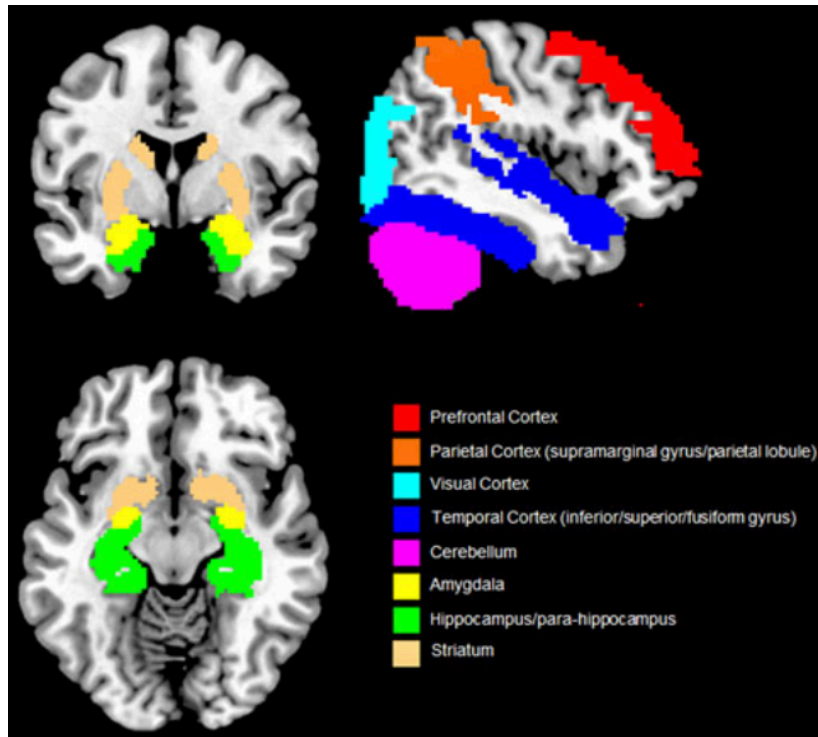 Prefrontal Cortex
Parietal Cortex (supramarginal gyrus/parietal lobule)
Visual Cortex
Temporal Cortex (inferior/superior/fusiform gyrus)
Cerebellum
Amygdala
Hippocampus/para-hippocampus
Striatum